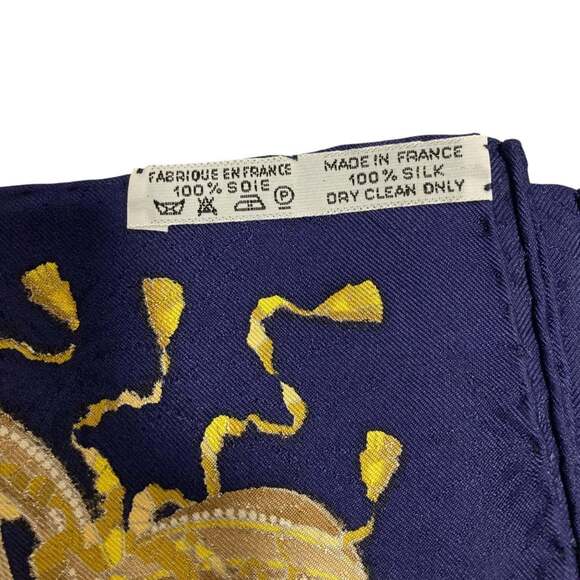 FABRIQUE EN FRANCE
100% SOIE
P
MADE IN FRANCE
100% SILK
DRY CLEAN ONLY